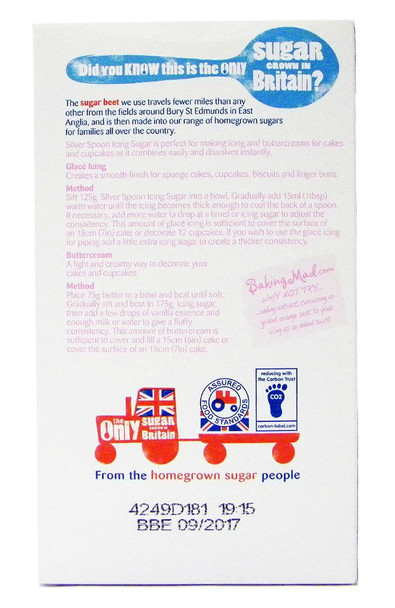 Did you KNOW this is the ONLY
SUGAR
GROWN IN
Britain?
The sugar beet we use travels fewer miles than any
other from the fields around Bury St Edmunds in East
Anglia, and is then made into our range of homegrown sugars
for families all over the country.
Silver Spoon Icing Sugar is perfect for making icing and buttercreams for cakes
and cupcakes as it combines easily and dissolves instantly.
Glacé Icing
Creates a smooth finish for sponge cakes, cupcakes, biscuits and finger buns
Method
Sift 125g Silver Spoon Icing Sugar into a bowl. Gradually add 15ml (1tbsp)
warm water until the icing becomes thick enough to coat the back of a spoon
If necessary, add more water (a drop at a time) or icing sugar to adjust the
consistency. This amount of glacé icing is sufficient to cover the surface of
an 18cm (7in) cake or decorate 12 cupcakes. If you wish to use the glacé icing
for piping add a little extra icing sugar to create a thicker consistency.
Buttercream
A light and creamy way to decorate your
cakes and cupcakes
Method
Place 75g butter in a bowl and beat until soft.
Gradually sift and beat in 175g icing sugar,
then add a few drops of vanilla essence
and enough milk or water to give a fluffy
consistency. This amount of buttercream is
sufficient to cover and fill a 15cm (6in) cake or
cover the surface of an 18cm (7in) cake.
BakingMad.com
WHY NOT TRY...
...adding extract, colouring or
grated orange zest to your
icing
the Only SUGAR GROWN IN Britain
ASSURED
FOOD STANDARDS
reducing with
the Carbon Trust
CO2
carbon-label.com
From the homegrown sugar people
4249D181 19:15
BBE 09/2017